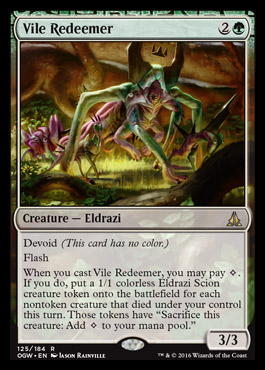 Vile Redeemer 2
Creature — Eldrazi
Devoid (This card has no color.)
Flash
When you cast Vile Redeemer, you may pay ◇.
If you do, put a 1/1 colorless Eldrazi Scion
creature token onto the battlefield for each
nontoken creature that died under your control
this turn. Those tokens have “Sacrifice this
creature: Add ◇ to your mana pool.”
3/3
125/184 R
OGW • EN Jason Rainville
™ & © 2016 Wizards of the Coast